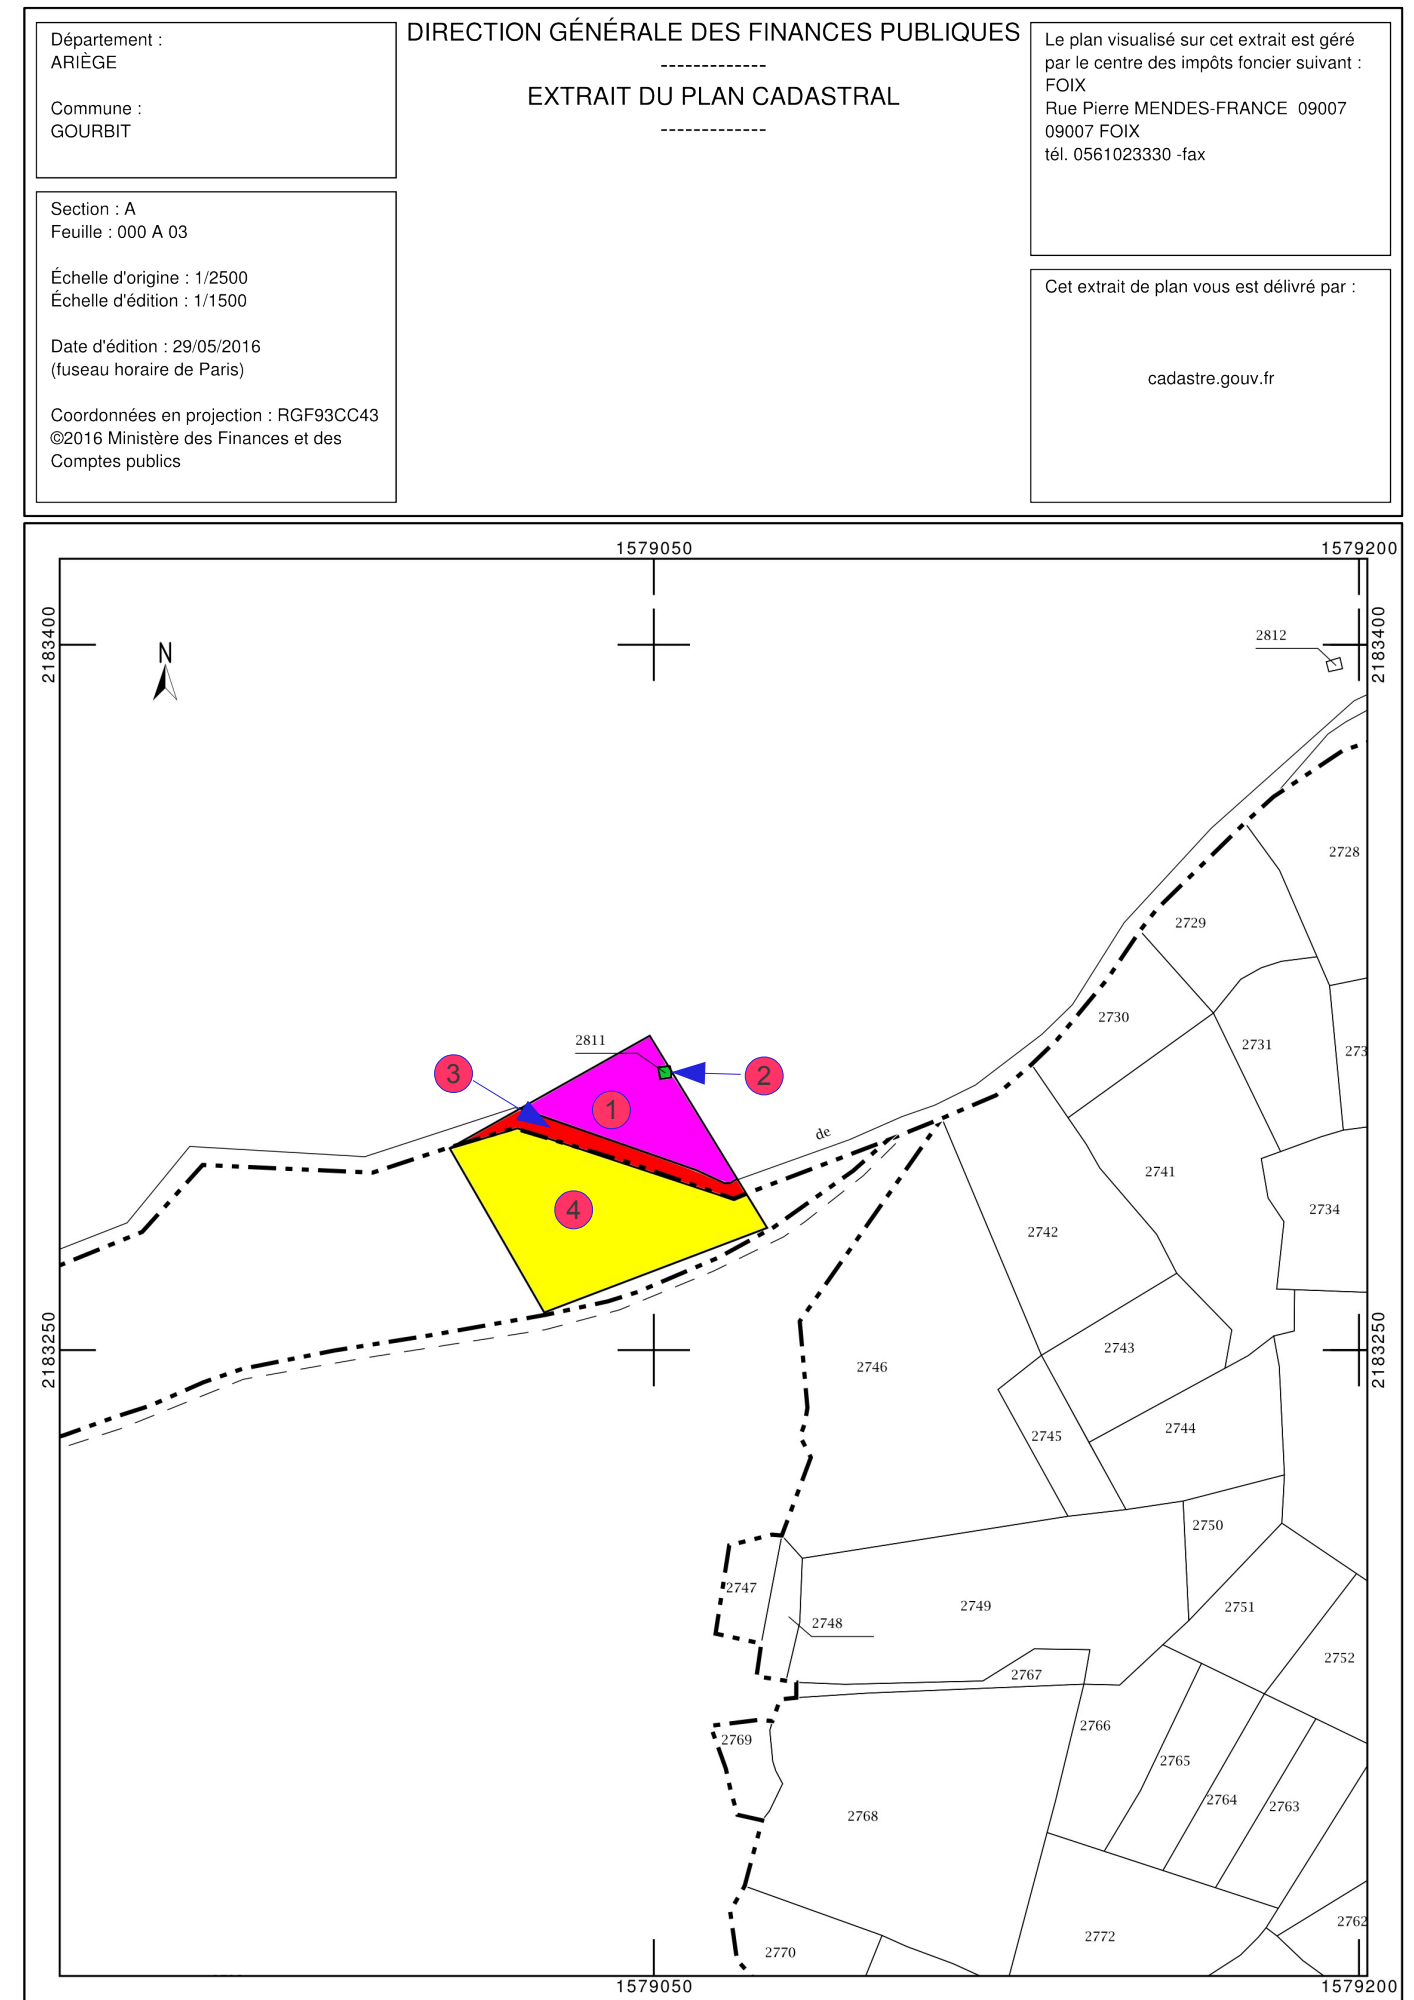 Département :
ARIÈGE
Commune :
GOURBIT
Section : A
Feuille : 000 A 03
Échelle d'origine : 1/2500
Échelle d'édition : 1/1500
Date d'édition : 29/05/2016
(fuseau horaire de Paris)
Coordonnées en projection : RGF93CC43
©2016 Ministère des Finances et des
Comptes publics
DIRECTION GÉNÉRALE DES FINANCES PUBLIQUES
-------------
EXTRAIT DU PLAN CADASTRAL
-------------
Le plan visualisé sur cet extrait est géré
par le centre des impôts foncier suivant :
FOIX
Rue Pierre MENDES-FRANCE 09007
09007 FOIX
tél. 0561023330 -fax
Cet extrait de plan vous est délivré par :
cadastre.gouv.fr
1579050
1579200
2183400
2183400
N
2812
2728
2729
2730
2811
2731
273
3
2
1
de
4
2741
2734
2742
2183250
2183250
2743
2746
2744
2745
2750
2747
2749
2751
2748
2752
2767
2766
2769
2765
2764
2763
2768
2762
2772
2770
1579050
1579200